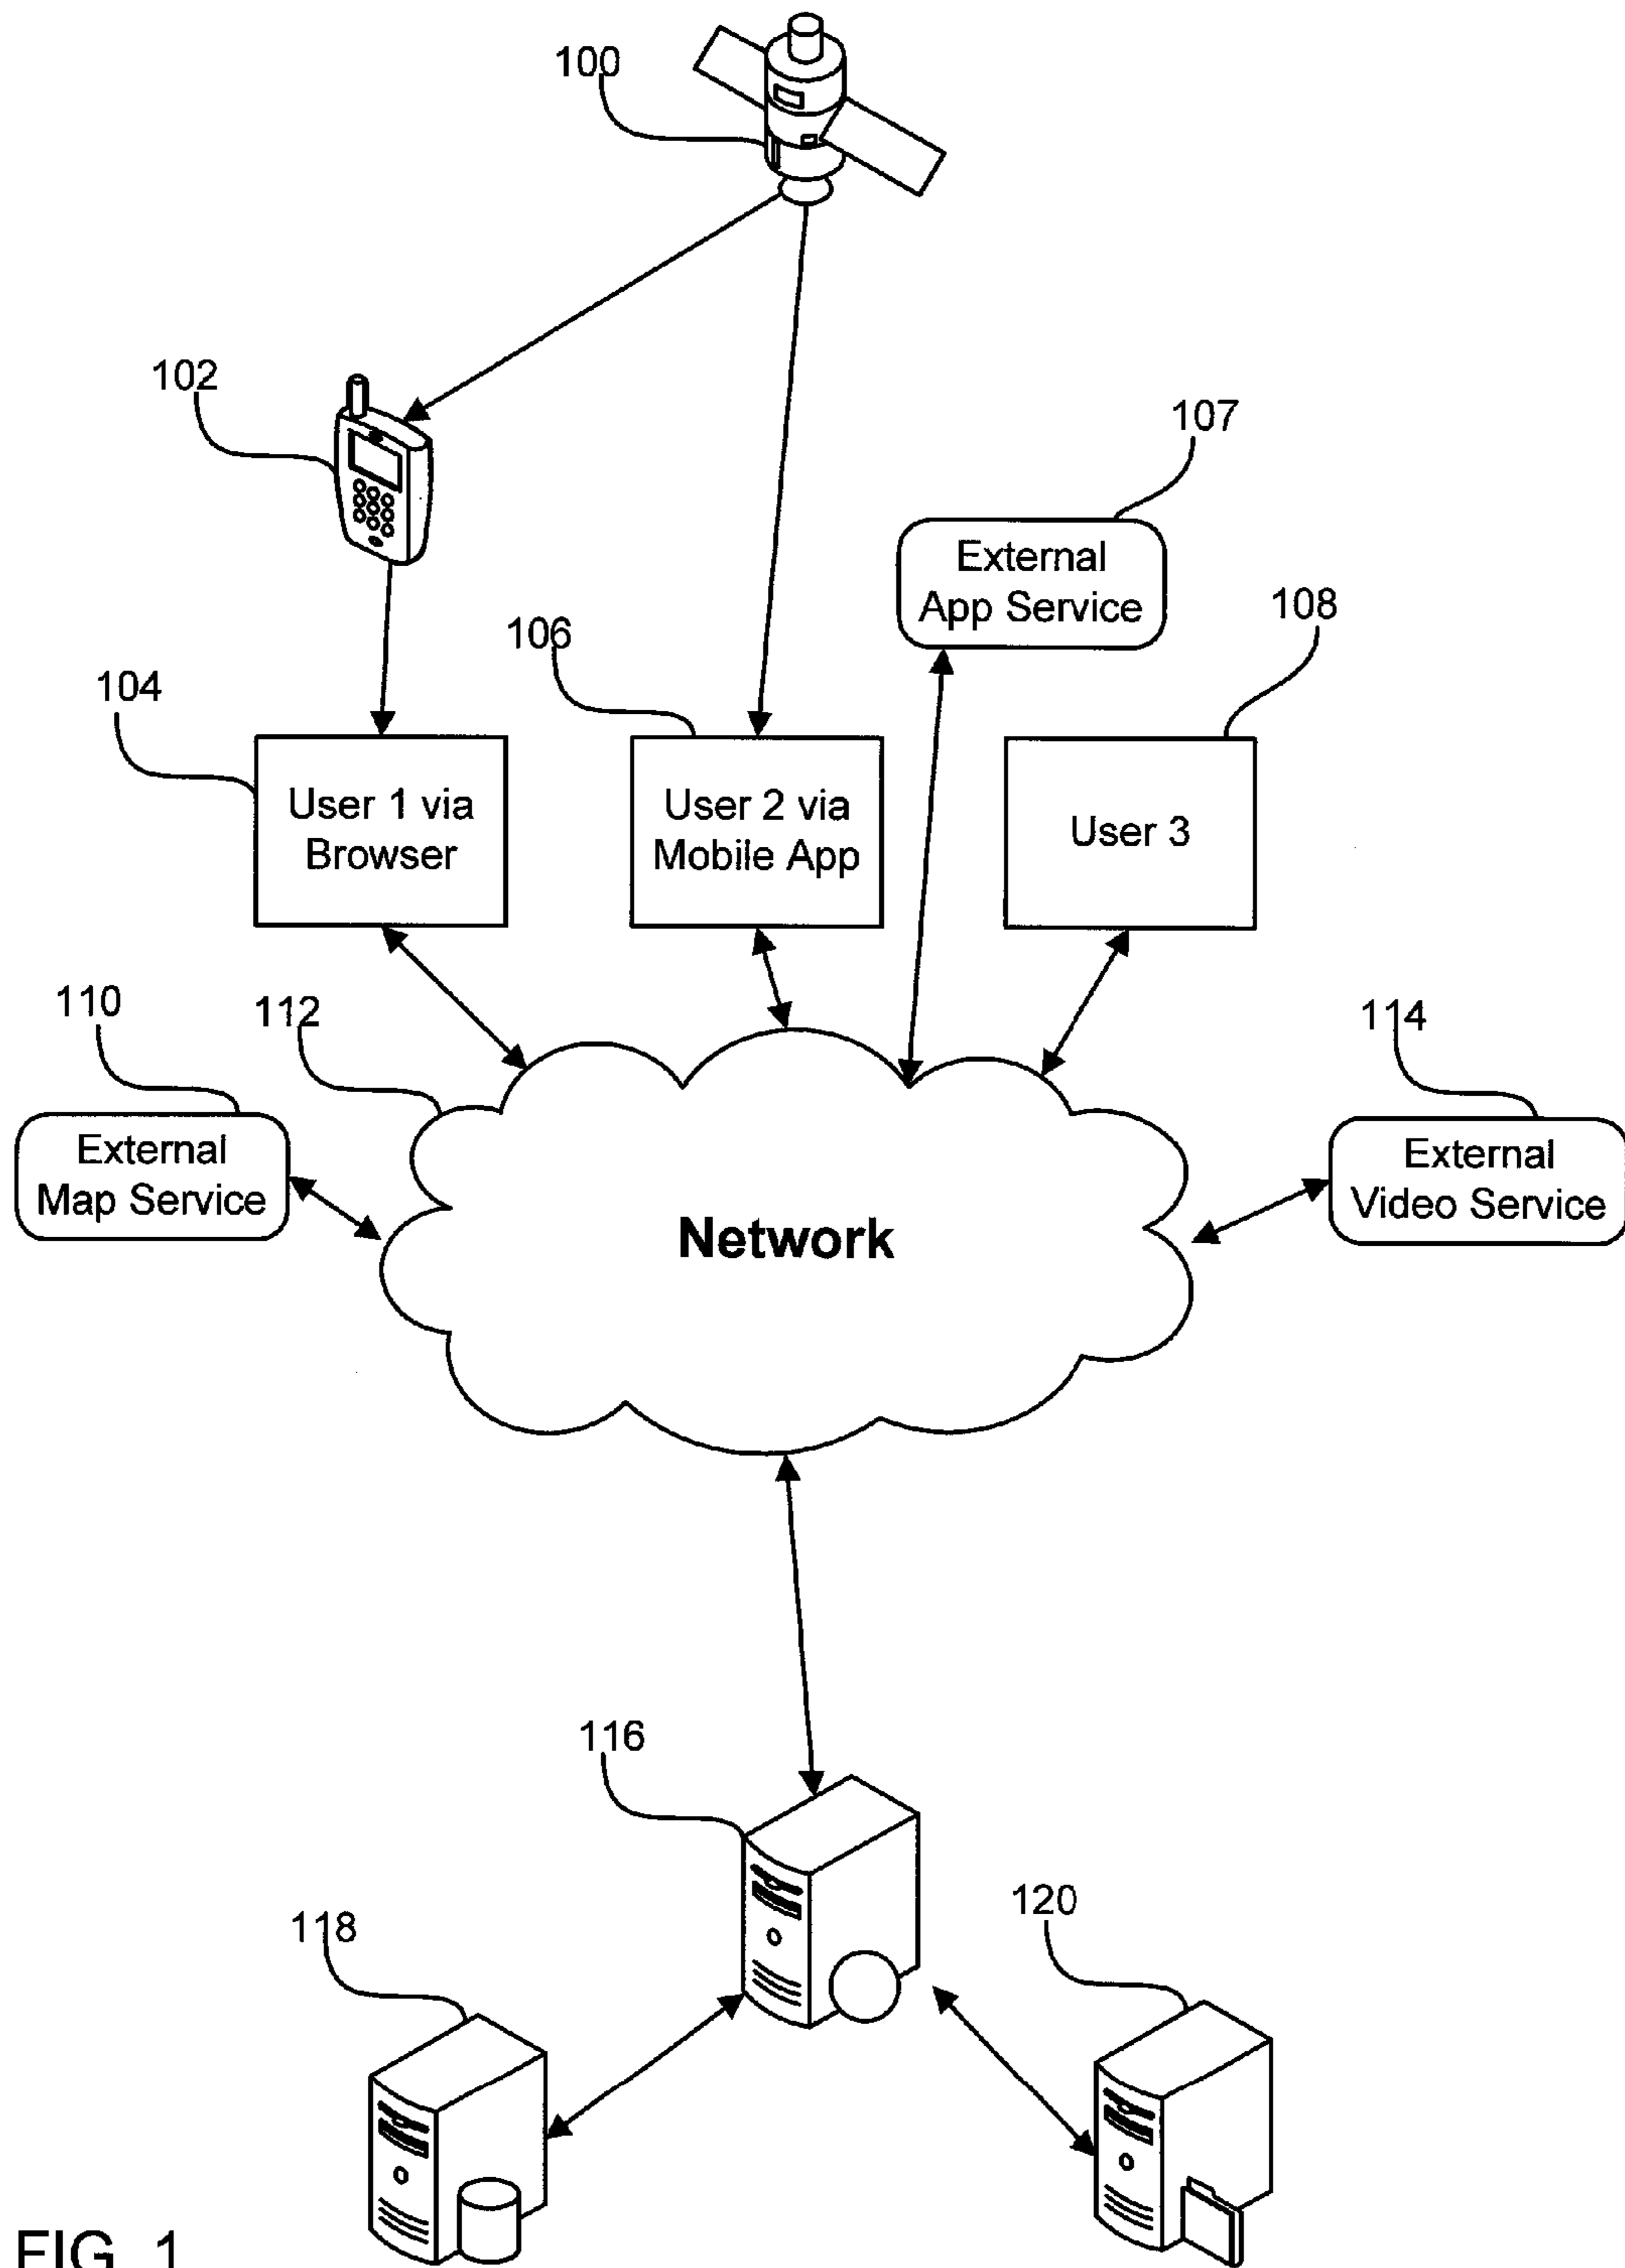 100
102
107
External
App Service
108
106
104
User 1 via
Browser
User 2 via
Mobile App
User 3
110
112
114
External
Map Service
External
Video Service
Network
116
118
120
FIG. 1